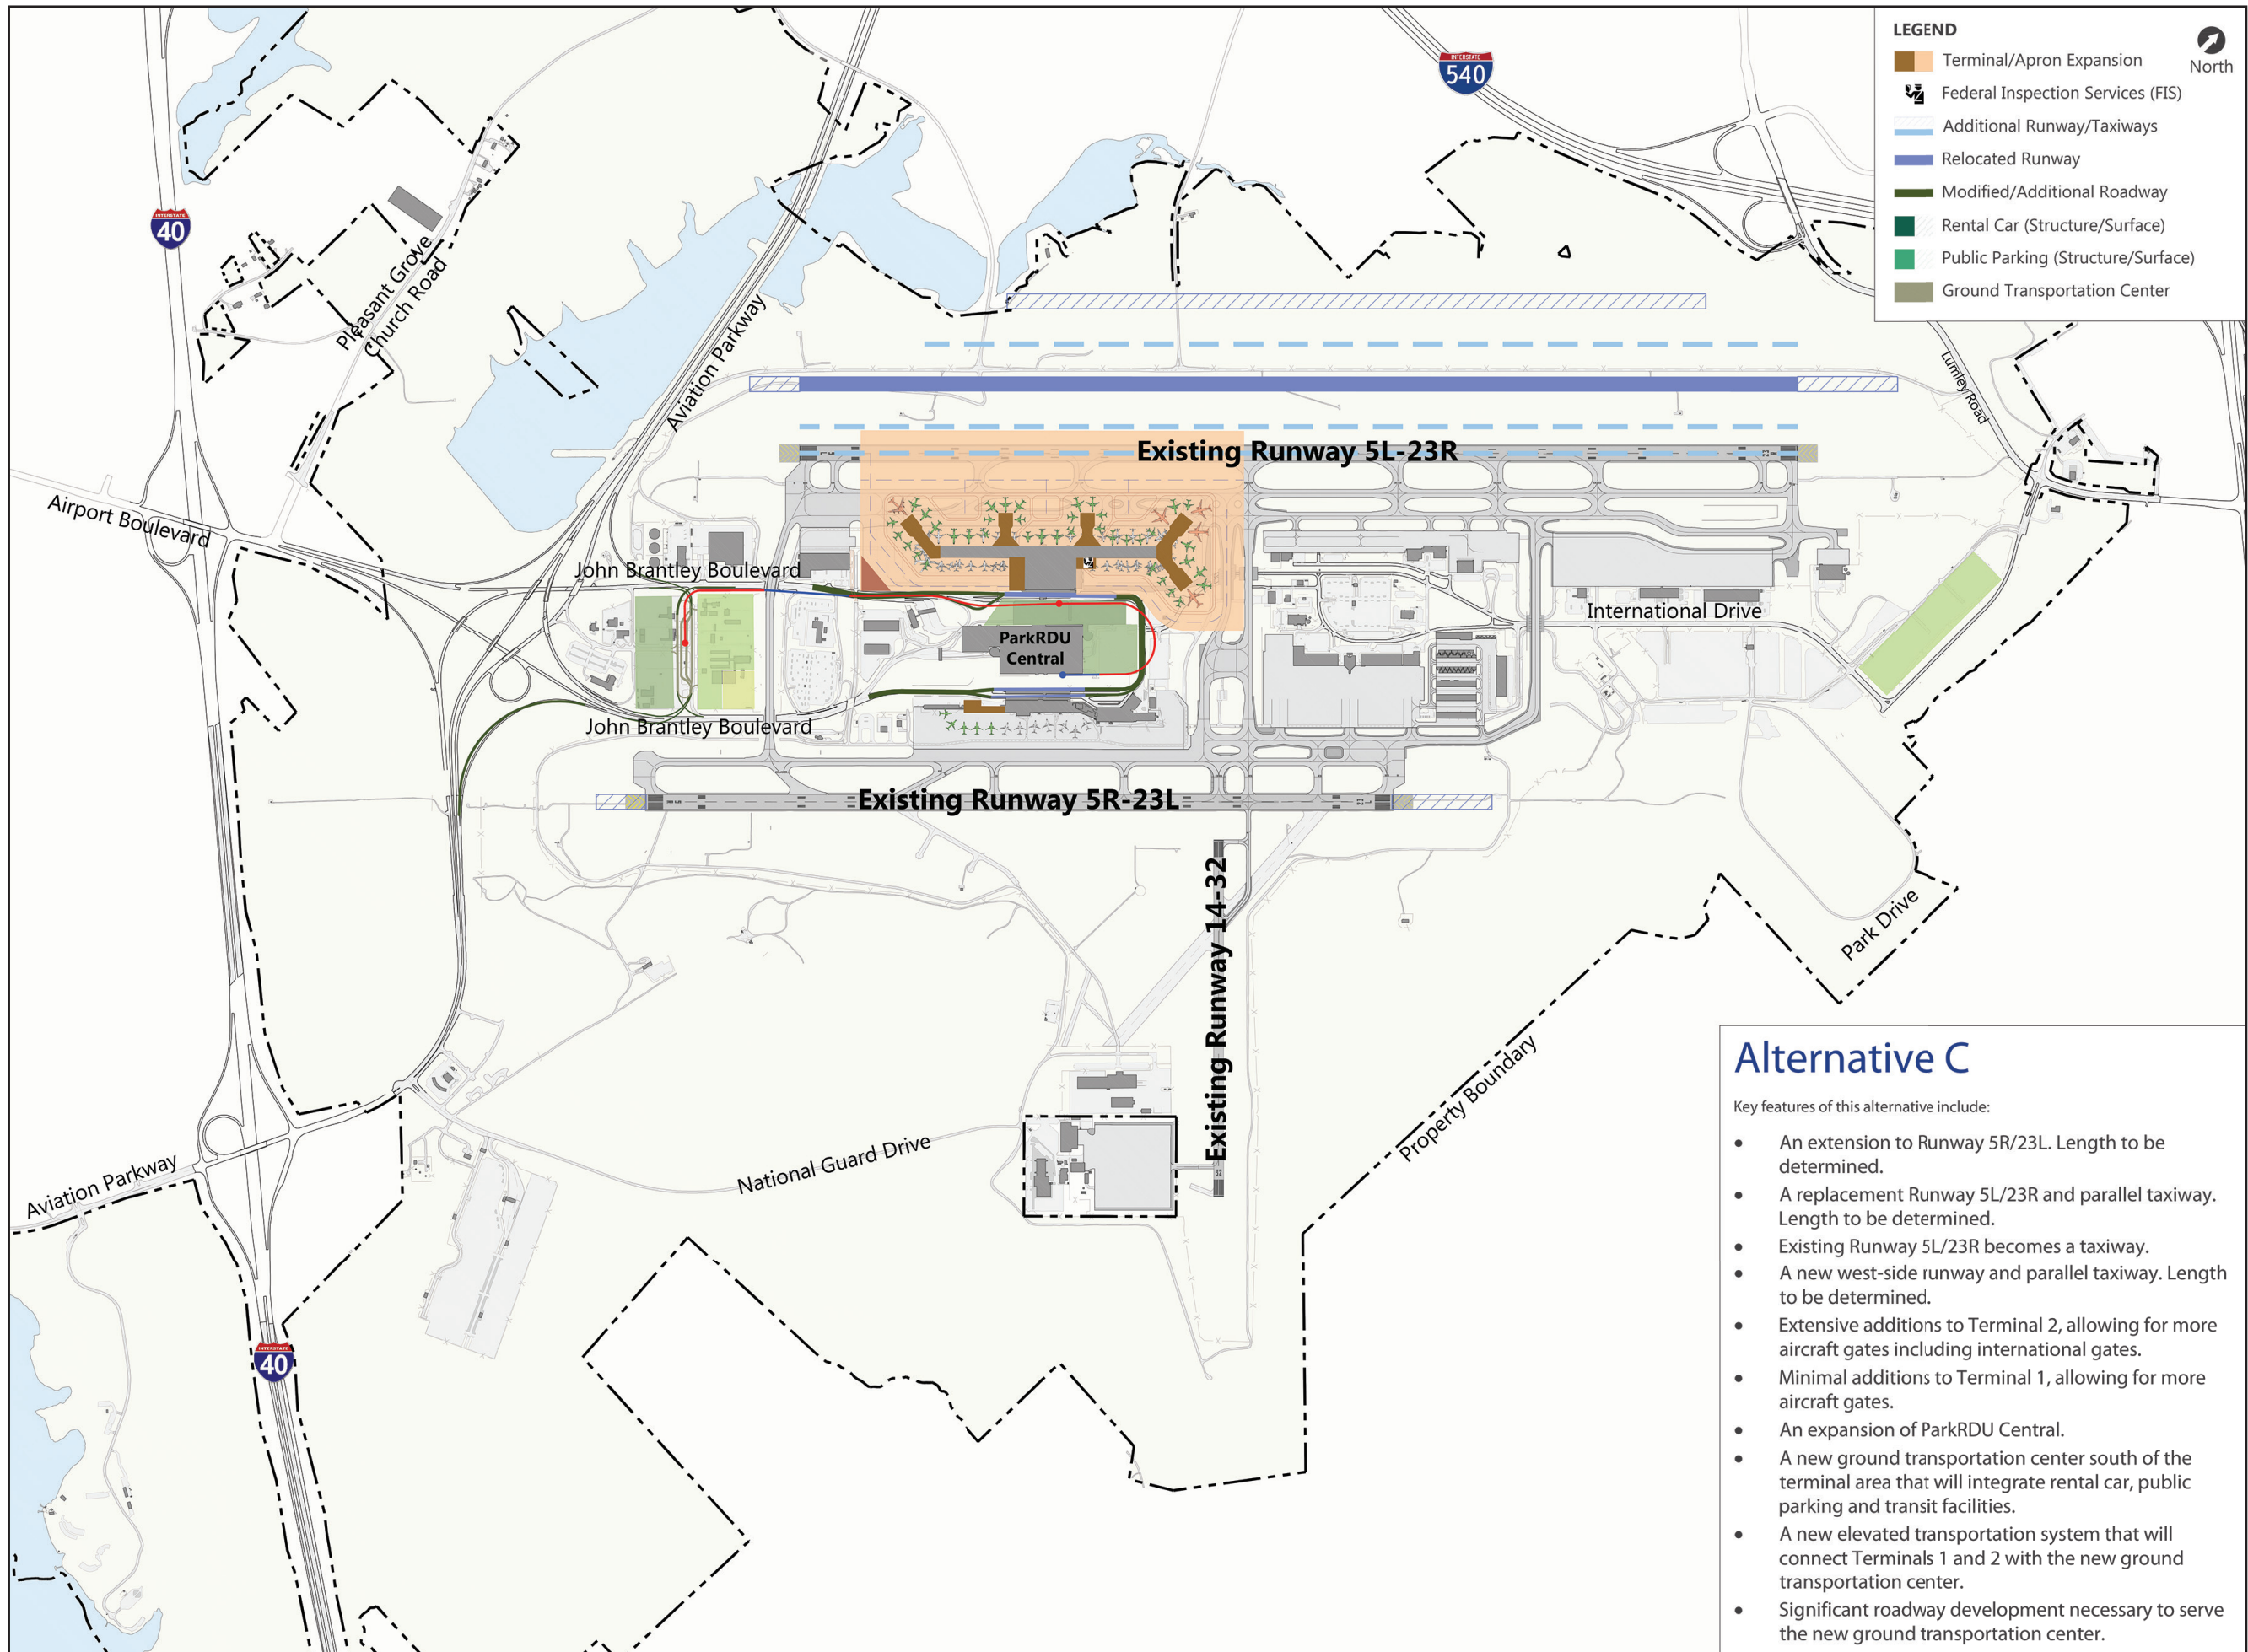 INTERSTATE
540
LEGEND
North
Terminal/Apron Expansion
Federal Inspection Services (FIS)
Additional Runway/Taxiways
Relocated Runway
Modified/Additional Roadway
Rental Car (Structure/Surface)
Public Parking (Structure/Surface)
Ground Transportation Center
INTERSTATE
40
Pleasant Grove
Church Road
Aviation Parkway
Lumley Road
Existing Runway 5L-23R
Airport Boulevard
John Brantley Boulevard
International Drive
ParkRDU
Central
John Brantley Boulevard
Existing Runway 5R-23L
Existing Runway 14-32
Park Drive
Property Boundary
National Guard Drive
Aviation Parkway
INTERSTATE
40
Alternative C
Key features of this alternative include:
• An extension to Runway 5R/23L. Length to be
determined.
• A replacement Runway 5L/23R and parallel taxiway.
Length to be determined.
• Existing Runway 5L/23R becomes a taxiway.
• A new west-side runway and parallel taxiway. Length
to be determined.
• Extensive additions to Terminal 2, allowing for more
aircraft gates including international gates.
• Minimal additions to Terminal 1, allowing for more
aircraft gates.
• An expansion of ParkRDU Central.
• A new ground transportation center south of the
terminal area that will integrate rental car, public
parking and transit facilities.
• A new elevated transportation system that will
connect Terminals 1 and 2 with the new ground
transportation center.
• Significant roadway development necessary to serve
the new ground transportation center.